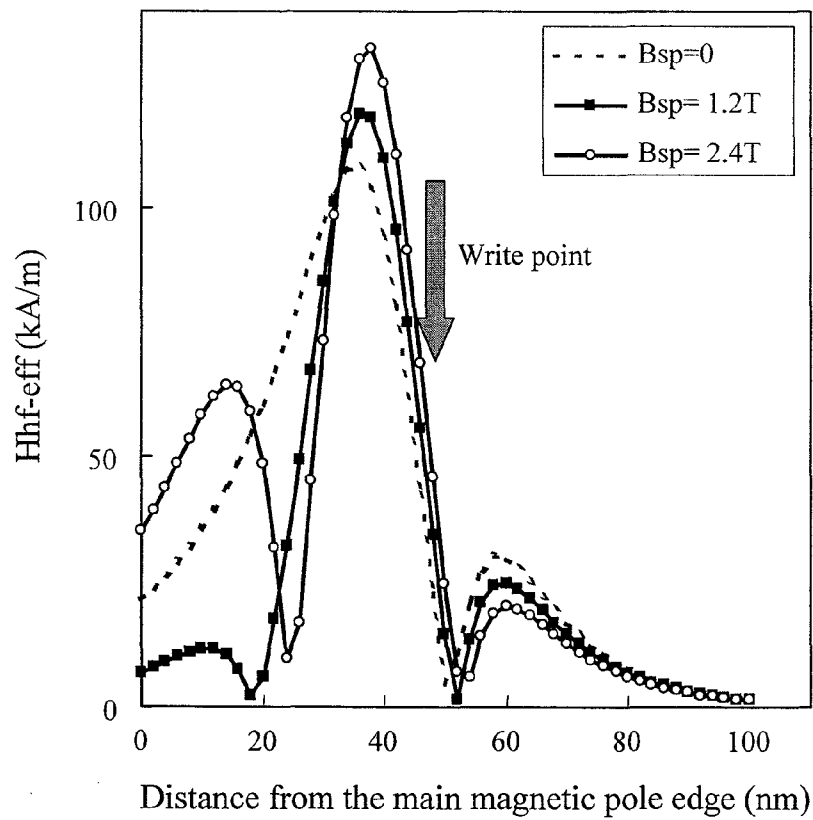 Bsp=0
Bsp= 1.2T
Bsp= 2.4T
100
Write point
Hhf-eff (kA/m)
50
0
0 20 40 60 80 100
Distance from the main magnetic pole edge (nm)